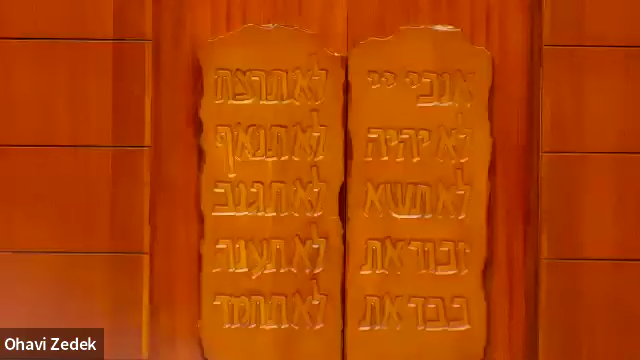 אנכי יי
לא יהיה
לא תשא
זכור את
כבד את
לא תרצח
לא תנאף
לא תגנב
לא תענה
לא תחמד
Ohavi Zedek